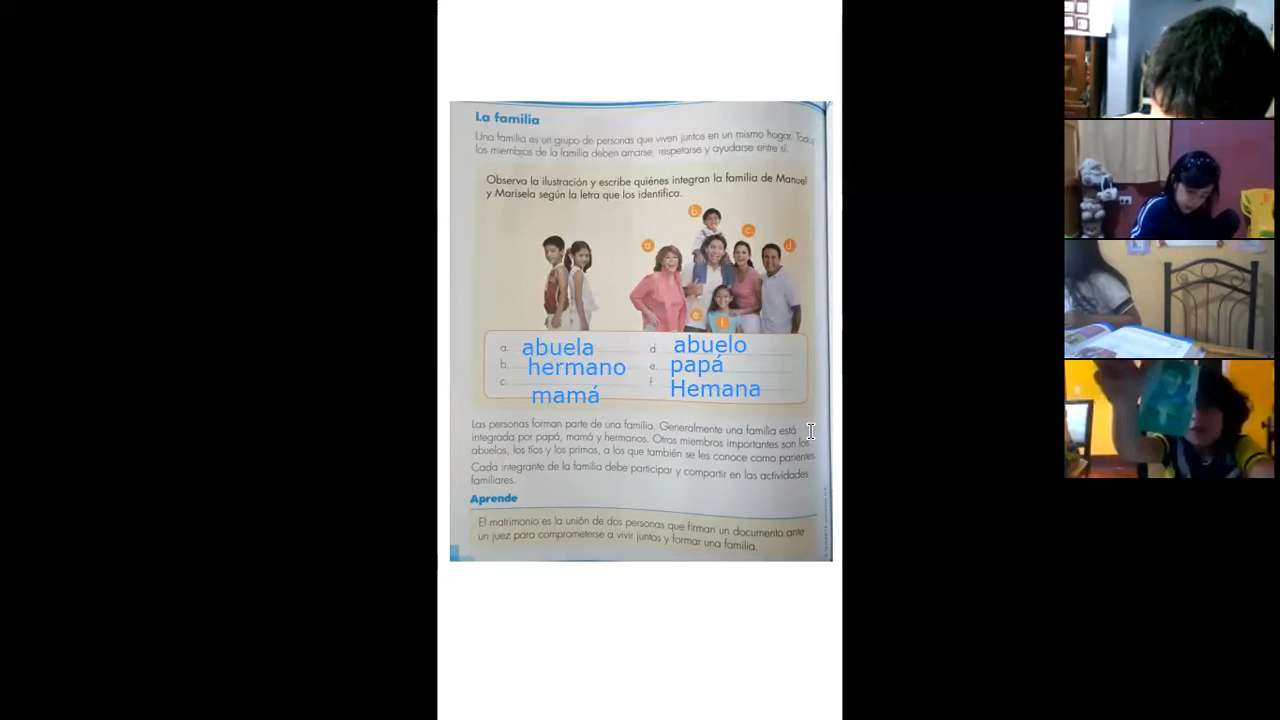 La familia
Una familia es un grupo de personas que viven juntos en un mismo hogar. Todos
los miembros de la familia deben amarse, respetarse y ayudarse entre sí.
Observa la ilustración y escribe quiénes integran la familia de Manuel
y Marisela según la letra que los identifica.
b
c
a
d
e
f
a. abuela
b. hermano
c. mamá
d. abuelo
e. papá
f. Hemana
Las personas forman parte de una familia. Generalmente una familia está
integrada por papá, mamá y hermanos. Otros miembros importantes son los
abuelos, los tíos y los primos, a los que también se les conoce como parientes.
Cada integrante de la familia debe participar y compartir en las actividades
familiares.
Aprende
El matrimonio es la unión de dos personas que firman un documento ante
un juez para comprometerse a vivir juntos y formar una familia.